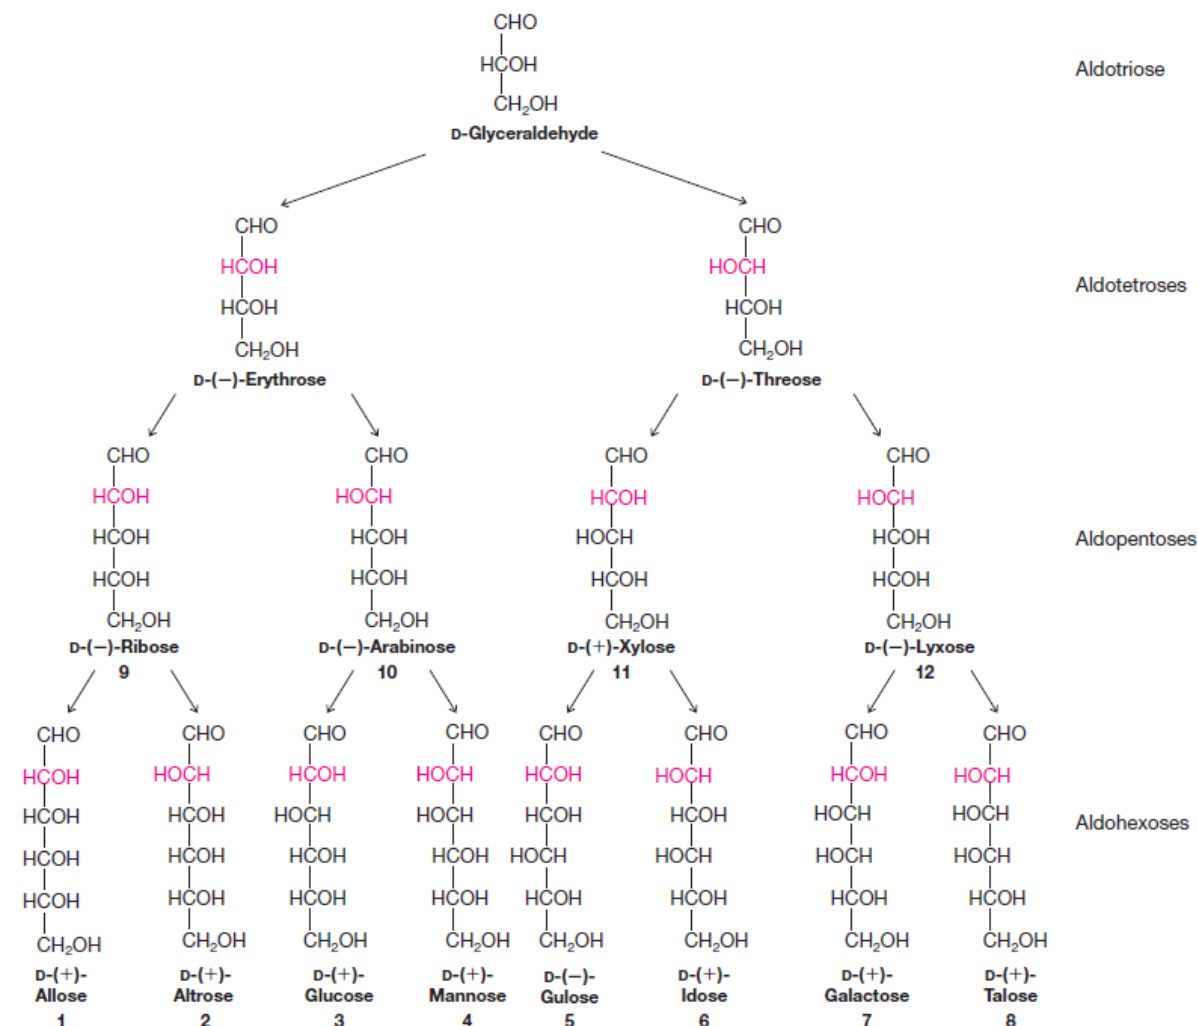 CHO
HCOH Aldotriose
CH₂OH
D-Glyceraldehyde
CHO CHO
HCOH HOCH
Aldotetroses
HCOH HCOH
CH₂OH CH₂OH
D-(−)-Erythrose D-(−)-Threose
CHO CHO CHO CHO
HCOH HOCH HCOH HOCH
HCOH HCOH HOCH HCOH Aldopentoses
HCOH HCOH HCOH HCOH
CH₂OH CH₂OH CH₂OH CH₂OH
D-(−)-Ribose D-(−)-Arabinose D-(+)-Xylose D-(−)-Lyxose
9 10 11 12
CHO CHO CHO CHO CHO CHO CHO CHO
HCOH HOCH HCOH HOCH HCOH HOCH HCOH HOCH
HCOH HCOH HOCH HOCH HCOH HCOH HOCH HOCH Aldohexoses
HCOH HCOH HCOH HCOH HOCH HOCH HOCH HOCH
HCOH HCOH HCOH HCOH HCOH HCOH HCOH HCOH
CH₂OH CH₂OH CH₂OH CH₂OH CH₂OH CH₂OH CH₂OH CH₂OH
D-(+)- D-(+)- D-(+)- D-(+)- D-(−)- D-(+)- D-(+)- D-(+)-
Allose Altrose Glucose Mannose Gulose Idose Galactose Talose
1 2 3 4 5 6 7 8